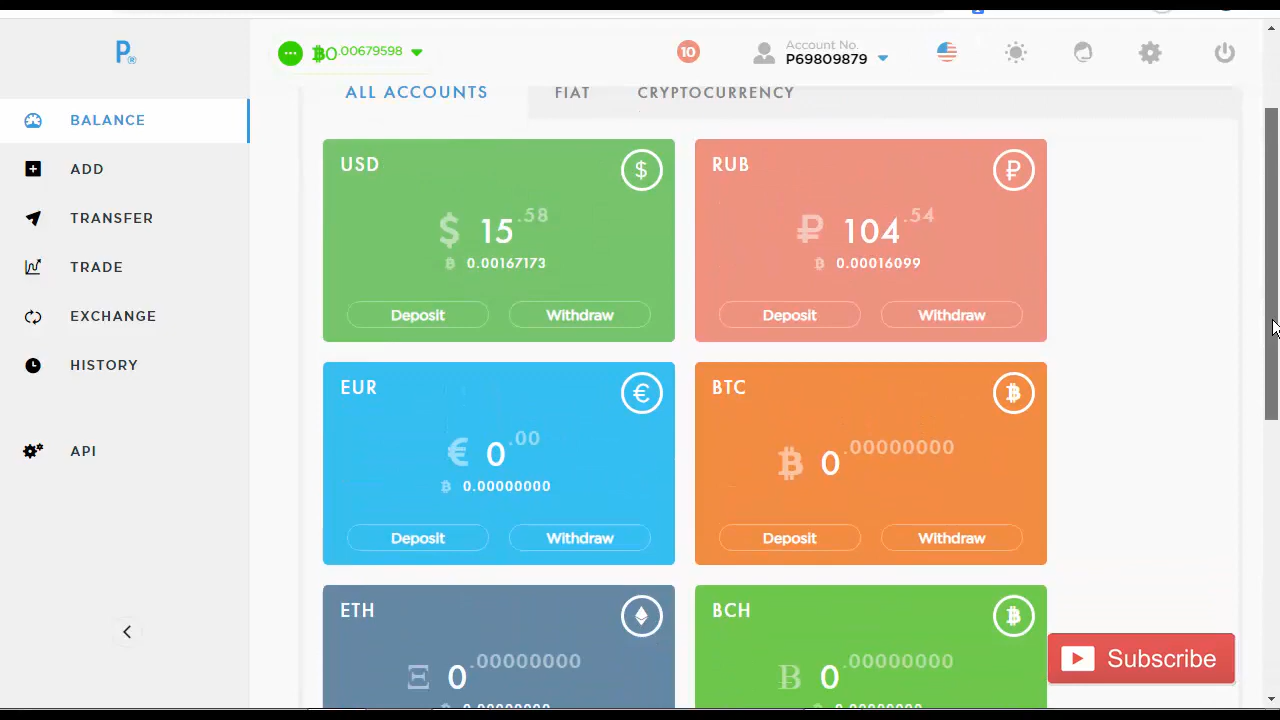 P®
฿0.00679598
10
Account No.
P69809879
BALANCE
ADD
TRANSFER
TRADE
EXCHANGE
HISTORY
API
ALL ACCOUNTS FIAT CRYPTOCURRENCY
USD $
$ 15.58
฿ 0.00167173
Deposit Withdraw
RUB ₽
₽ 104.54
฿ 0.00016099
Deposit Withdraw
EUR €
€ 0.00
฿ 0.00000000
Deposit Withdraw
BTC ฿
฿ 0.00000000
Deposit Withdraw
ETH
Ξ 0.00000000
BCH ฿
฿ 0.00000000
Subscribe